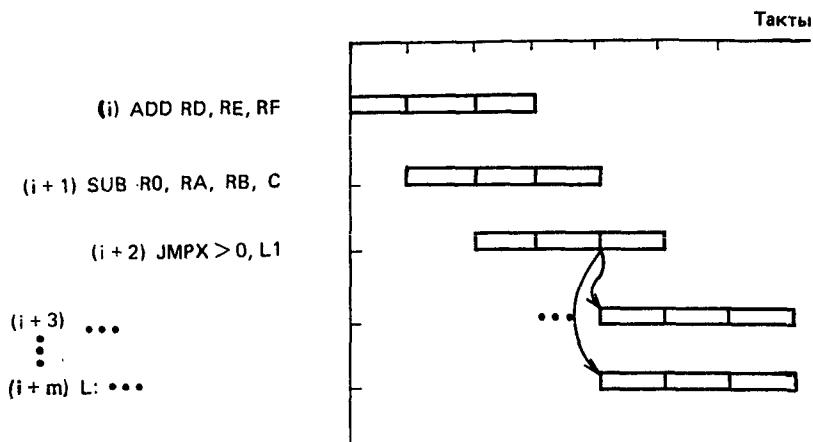 Такты
(i) ADD RD, RE, RF
(i + 1) SUB R0, RA, RB, C
(i + 2) JMPX > 0, L1
(i + 3) •••
(i + m) L: •••